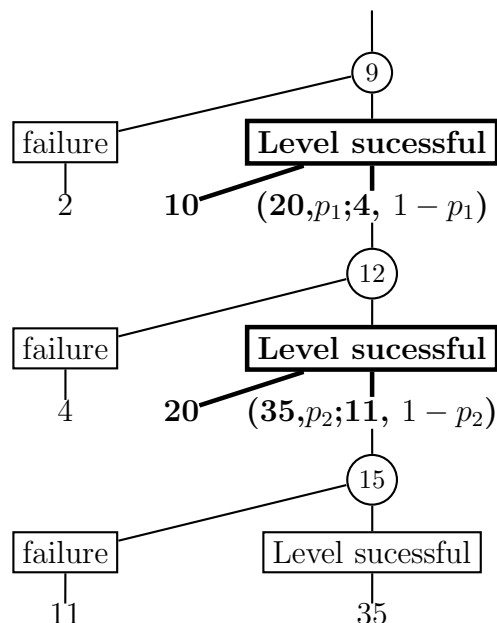 9
failure Level sucessful
2 10 (20,p₁;4, 1 − p₁)
12
failure Level sucessful
4 20 (35,p₂;11, 1 − p₂)
15
failure Level sucessful
11 35